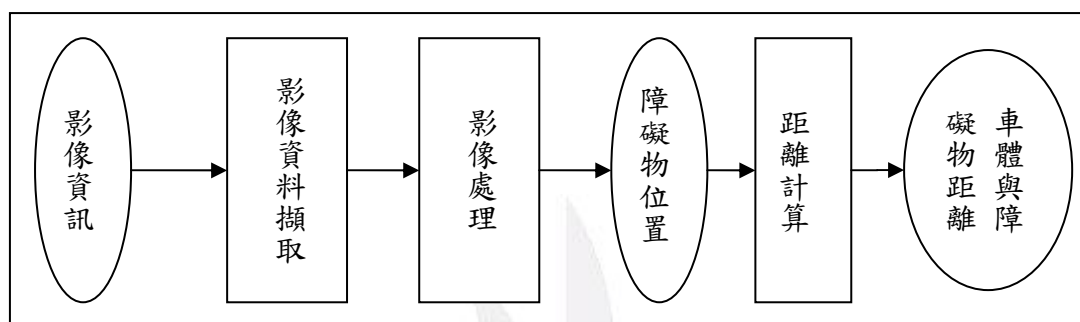 影像資訊
影像資料擷取
影像處理
障礙物位置
距離計算
車體與障
礙物距離